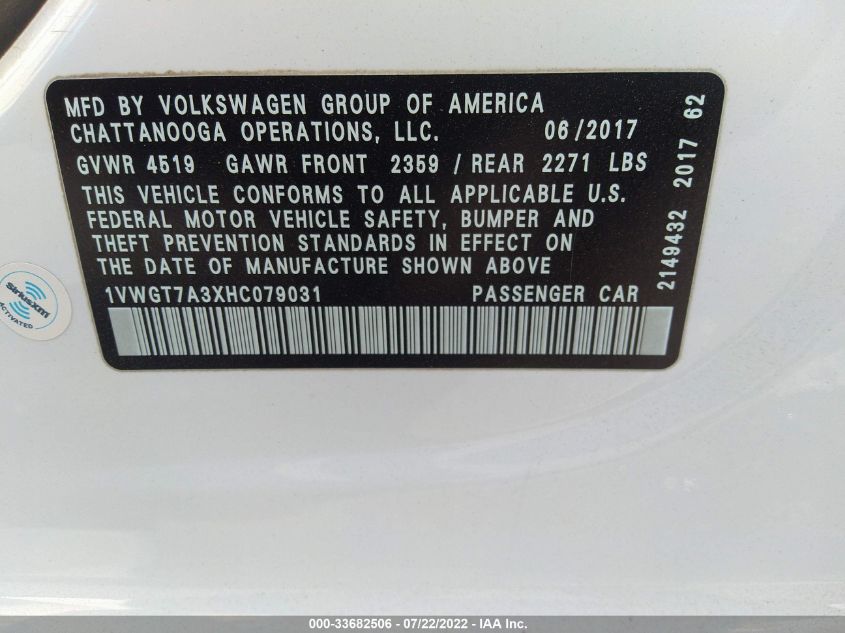 MFD BY VOLKSWAGEN GROUP OF AMERICA
CHATTANOOGA OPERATIONS, LLC. 06/2017
GVWR 4519 GAWR FRONT 2359 / REAR 2271 LBS
THIS VEHICLE CONFORMS TO ALL APPLICABLE U.S.
FEDERAL MOTOR VEHICLE SAFETY, BUMPER AND
THEFT PREVENTION STANDARDS IN EFFECT ON
THE DATE OF MANUFACTURE SHOWN ABOVE
1VWGT7A3XHC079031 PASSENGER CAR
2149432 2017 62
SiriusXM
ACTIVATED
000-33682506 - 07/22/2022 - IAA Inc.